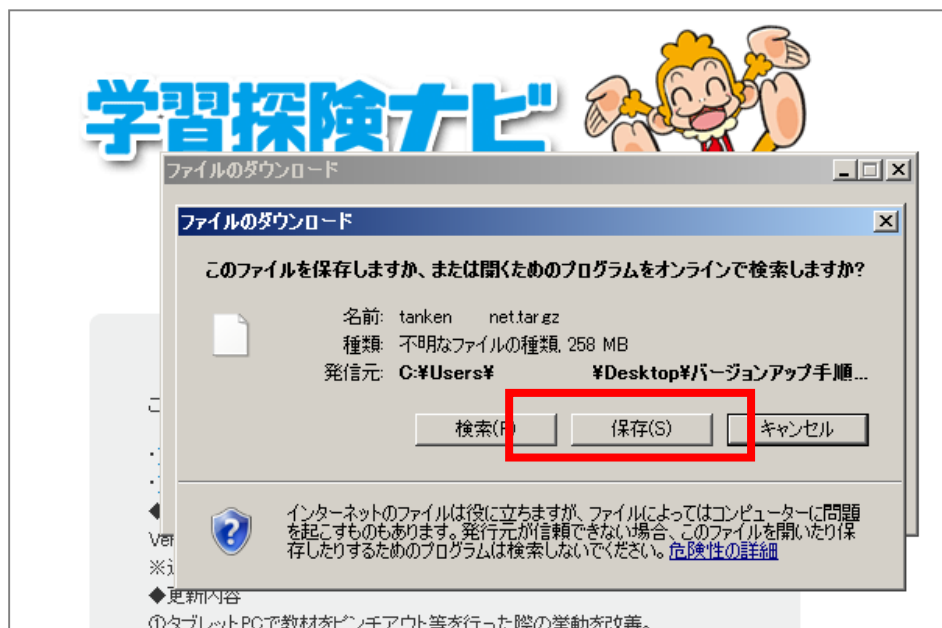 学習探険ナビ
ファイルのダウンロード
ファイルのダウンロード
このファイルを保存しますか、または開くためのプログラムをオンラインで検索しますか?
名前: tanken net.tar.gz
種類: 不明なファイルの種類, 258 MB
発信元: C:¥Users¥ ¥Desktop¥バージョンアップ手順...
検索(F) 保存(S) キャンセル
インターネットのファイルは役に立ちますが、ファイルによってはコンピューターに問題
を起こすものもあります。発行元が信頼できない場合、このファイルを開いたり保
存したりするためのプログラムは検索しないでください。危険性の詳細
◆
Ver
※
◆更新内容
①タブレットPCで教材をピンチアウト等を行った際の挙動を改善。